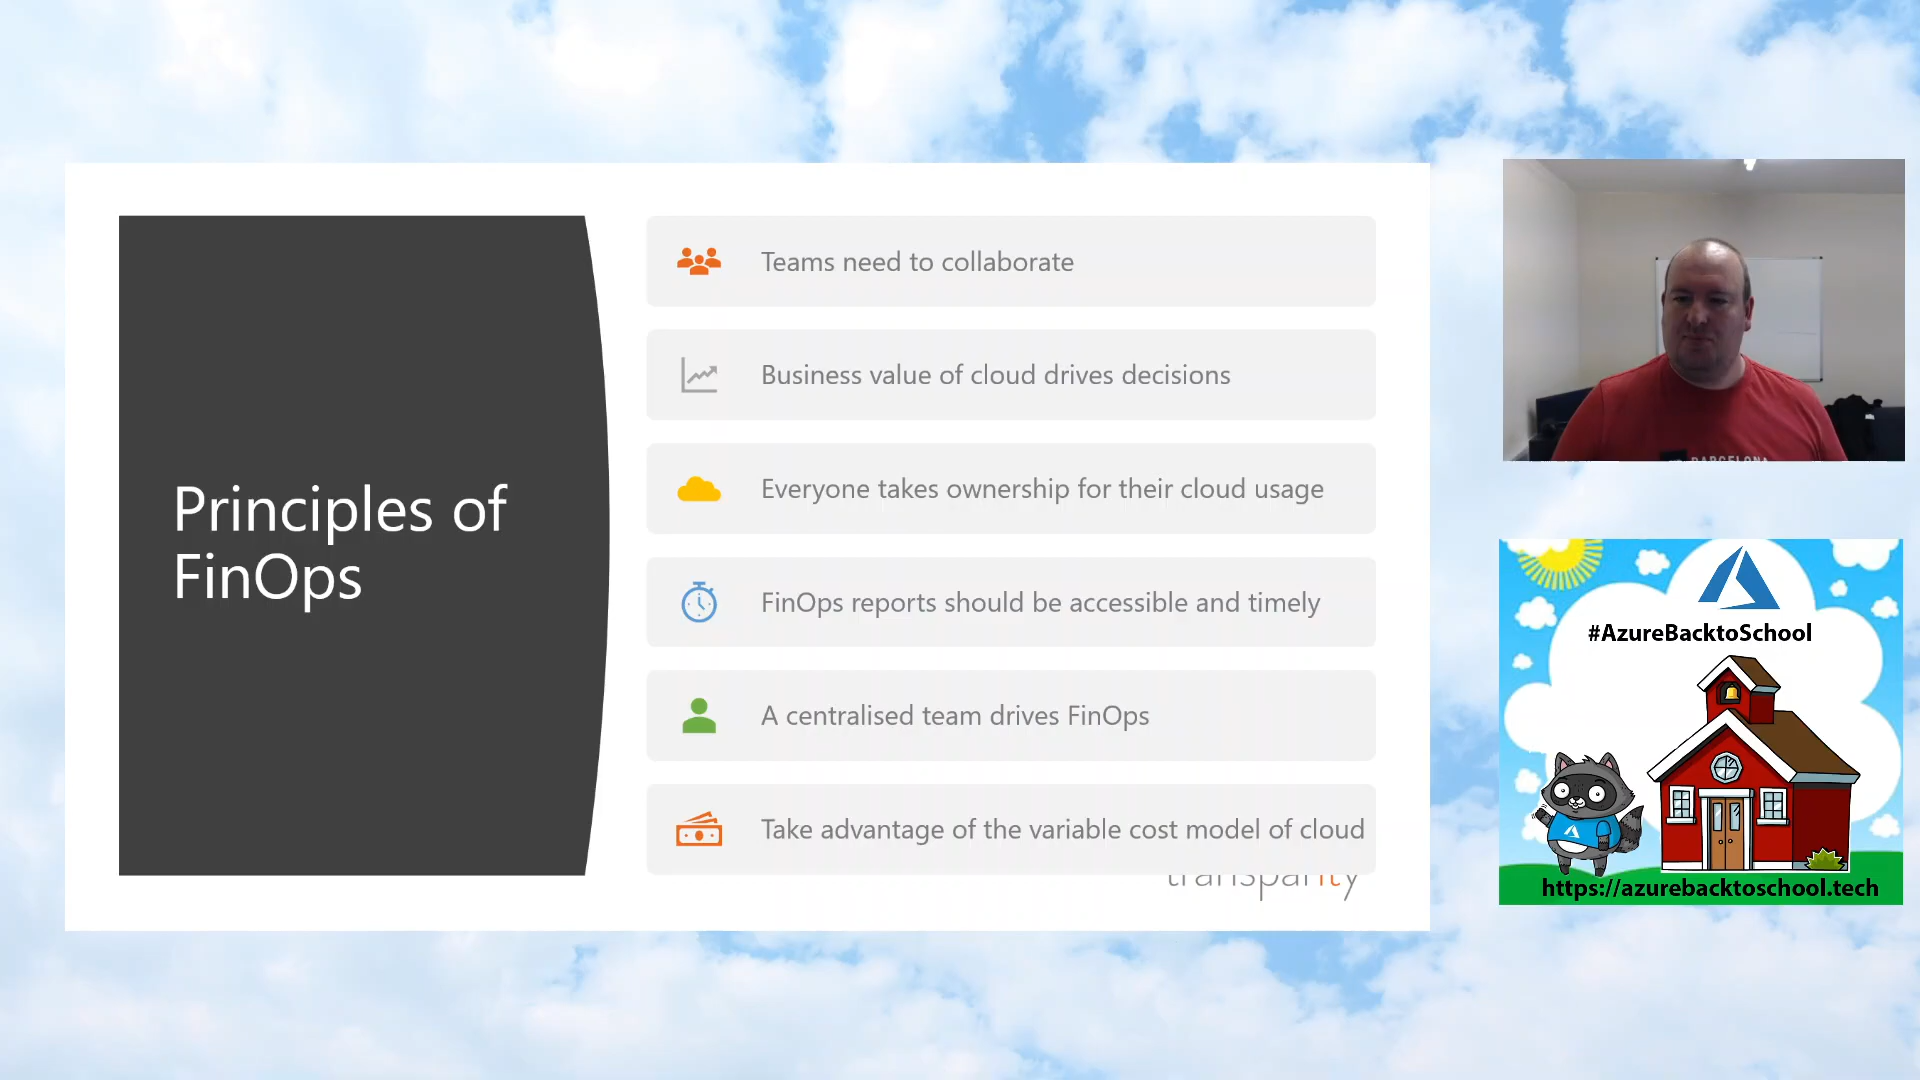 Principles of
FinOps
Teams need to collaborate
Business value of cloud drives decisions
Everyone takes ownership for their cloud usage
FinOps reports should be accessible and timely
A centralised team drives FinOps
Take advantage of the variable cost model of cloud
transparity
BARCELONA
#AzureBacktoSchool
https://azurebacktoschool.tech